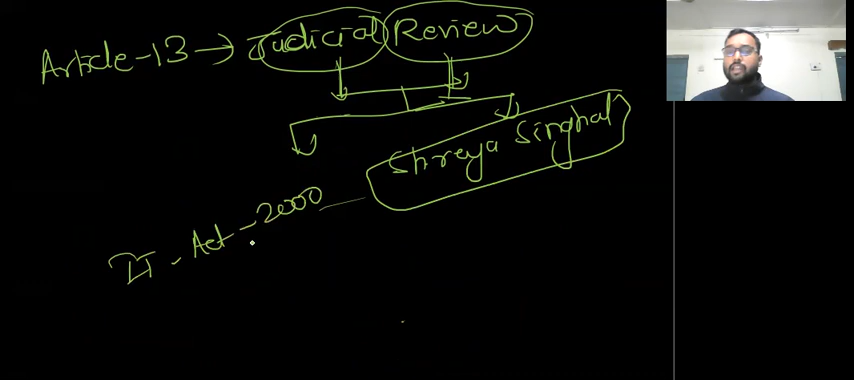 Article-13 → Judicial Review
Shreya Singhal
IT - Act - 2000